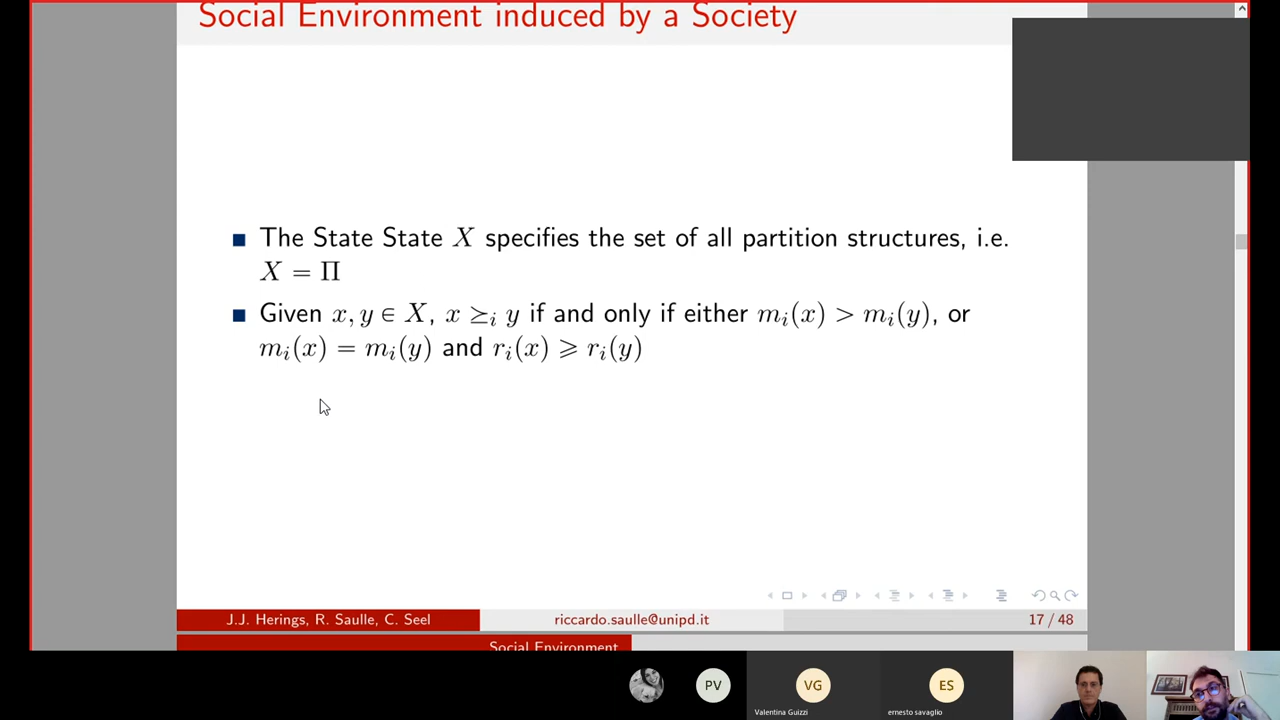 Social Environment induced by a Society
The State State X specifies the set of all partition structures, i.e.
X = Π
Given x, y ∈ X, x ⪰ᵢ y if and only if either mᵢ(x) > mᵢ(y), or
mᵢ(x) = mᵢ(y) and rᵢ(x) ⩾ rᵢ(y)
J.J. Herings, R. Saulle, C. Seel
riccardo.saulle@unipd.it
17 / 48
Social Environment
PV
VG
ES
Valentina Guizzi
ernesto savaglio